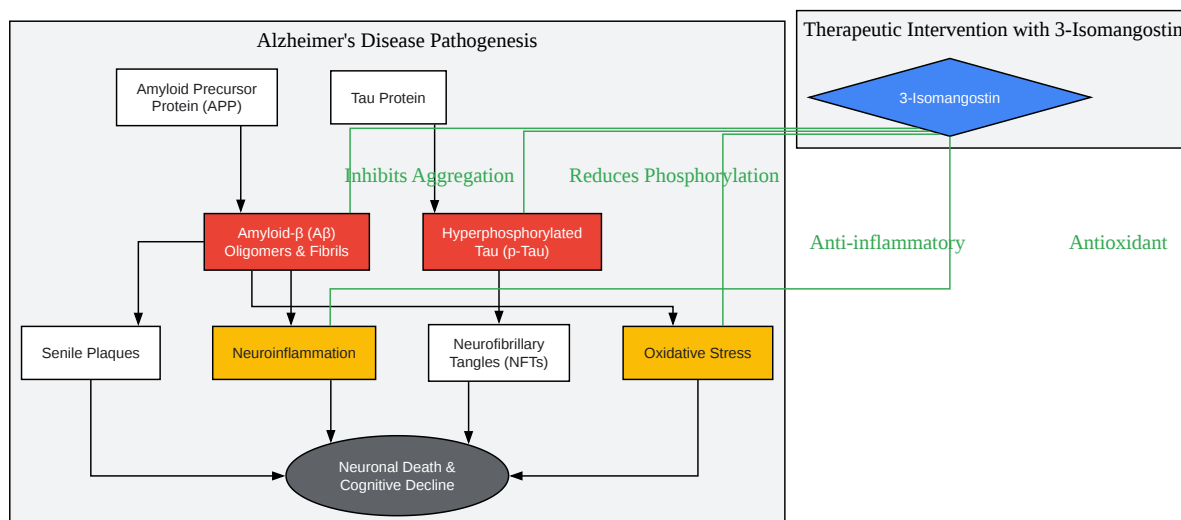 Alzheimer's Disease Pathogenesis
Therapeutic Intervention with 3-Isomangostin
Amyloid Precursor
Protein (APP)
Tau Protein
3-Isomangostin
Inhibits Aggregation
Reduces Phosphorylation
Amyloid-β (Aβ)
Oligomers & Fibrils
Hyperphosphorylated
Tau (p-Tau)
Anti-inflammatory
Antioxidant
Senile Plaques
Neuroinflammation
Neurofibrillary
Tangles (NFTs)
Oxidative Stress
Neuronal Death &
Cognitive Decline